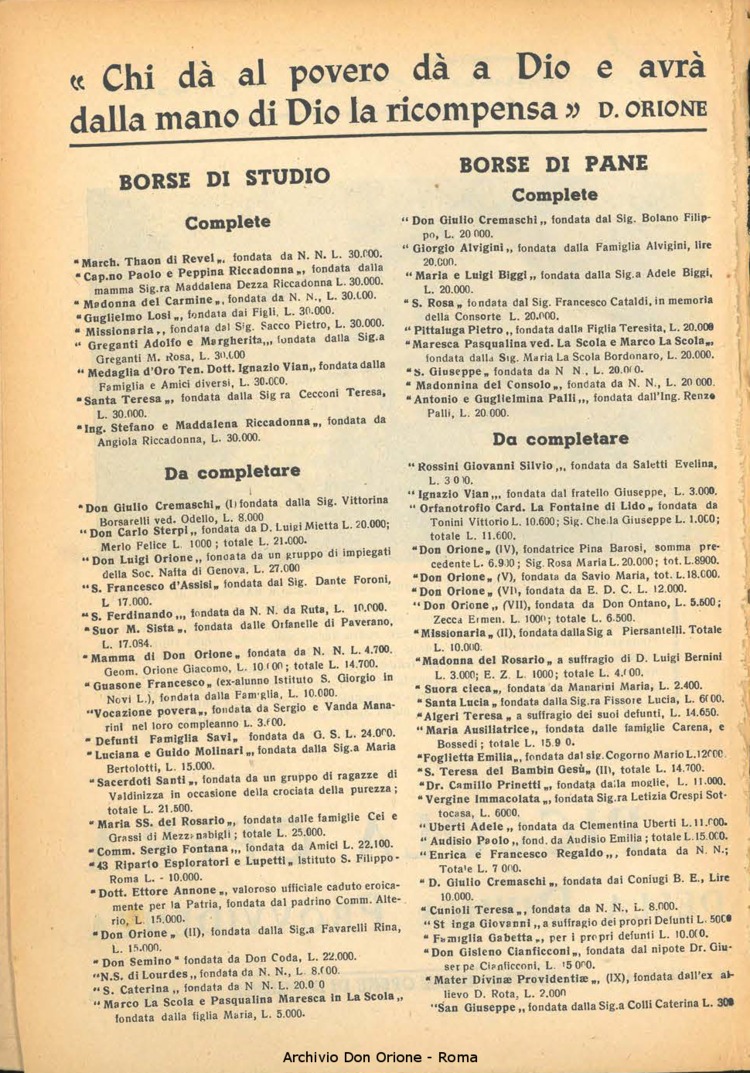 « Chi dà al povero dà a Dio e avrà
dalla mano di Dio la ricompensa » D. ORIONE
BORSE DI STUDIO
Complete
"March. Thaon di Revel„, fondata da N. N. L. 30.000.
"Cap.no Paolo e Peppina Riccadonna„, fondata dalla
mamma Sig.ra Maddalena Dezza Riccadonna L. 30.000.
"Madonna del Carmine„, fondata da N. N., L. 30.000.
"Guglielmo Losi„, fondata dai Figli, L. 30.000.
"Missionaria„, fondata dal Sig. Sacco Pietro, L. 30.000.
"Greganti Adolfo e Margherita„, fondata dalla Sig.a
Greganti M. Rosa, L. 30.000
"Medaglia d'Oro Ten. Dott. Ignazio Vian„, fondata dalla
Famiglia e Amici diversi, L. 30.000.
"Santa Teresa„, fondata dalla Sig ra Cecconi Teresa,
L. 30.000.
"Ing. Stefano e Maddalena Riccadonna„, fondata da
Angiola Riccadonna, L. 30.000.
Da completare
"Don Giulio Cremaschi„ (I) fondata dalla Sig. Vittorina
Borsarelli ved. Odello, L. 8.000
"Don Carlo Sterpi„, fondata da D. Luigi Mietta L. 20.000;
Merlo Felice L. 1000 ; totale L. 21.000.
"Don Luigi Orione„, fondata da un gruppo di impiegati
della Soc. Nafta di Genova, L. 27.000
"S. Francesco d'Assisi„ fondata dal Sig. Dante Foroni,
L 17.000.
"S. Ferdinando„, fondata da N. N. da Ruta, L. 10.000.
"Suor M. Sista„, fondata dalle Orfanelle di Paverano,
L. 17.084.
"Mamma di Don Orione„ fondata da N. N. L. 4.700.
Geom. Orione Giacomo, L. 10.000 ; totale L. 14.700.
"Guasone Francesco„ (ex-alunno Istituto S. Giorgio in
Novi L.), fondata dalla Famiglia, L. 10.000.
"Vocazione povera„, fondata da Sergio e Vanda Mana-
rini nel loro compleanno L. 3.000.
"Defunti Famiglia Savi„ fondata da G. S. L. 24.000.
"Luciana e Guido Molinari„, fondata dalla Sig.a Maria
Bertolotti, L. 15.000.
"Sacerdoti Santi„, fondata da un gruppo di ragazze di
Valdinizza in occasione della crociata della purezza ;
totale L. 21.500.
"Maria SS. del Rosario„, fondata dalle famiglie Cei e
Grassi di Mezzanabigli ; totale L. 25.000.
"Comm. Sergio Fontana„, fondata da Amici L. 22.100.
"43 Riparto Esploratori e Lupetti„ Istituto S. Filippo -
Roma L. - 10.000.
"Dott. Ettore Annone„, valoroso ufficiale caduto eroica-
mente per la Patria, fondata dal padrino Comm. Alte-
rio, L. 15.000.
"Don Orione„ (II), fondata dalla Sig.a Favarelli Rina,
L. 15.000.
"Don Semino" fondata da Don Coda, L. 22.000.
"N.S. di Lourdes„, fondata da N. N., L. 8.000.
"S. Caterina„, fondata da N N. L. 20.0 0
"Marco La Scola e Pasqualina Maresca in La Scola„,
fondata dalla figlia Maria, L. 5.000.
BORSE DI PANE
Complete
"Don Giulio Cremaschi„, fondata dal Sig. Bolano Filip-
po, L. 20 000.
"Giorgio Alvigini„, fondata dalla Famiglia Alvigini, lire
20.000.
"Maria e Luigi Biggi„, fondata dalla Sig.a Adele Biggi,
L. 20.000.
"S. Rosa„ fondata dal Sig. Francesco Cataldi, in memoria
della Consorte L. 20.000.
"Pittaluga Pietro„, fondata dalla Figlia Teresita, L. 20.000
"Maresca Pasqualina ved. La Scola e Marco La Scola„,
fondata dalla Sig. Maria La Scola Bordonaro, L. 20.000.
"S. Giuseppe„ fondata da N N., L. 20.000.
"Madonnina del Consolo„, fondata da N. N., L. 20 000.
"Antonio e Guglielmina Palli„, fondata dall'Ing. Renzo
Palli, L. 20.000.
Da completare
"Rossini Giovanni Silvio„, fondata da Saletti Evelina,
L. 3 0 0.
"Ignazio Vian„, fondata dal fratello Giuseppe, L. 3.000.
"Orfanotrofio Card. La Fontaine di Lido„ fondata da
Tonini Vittorio L. 10.600; Sig. Cheila Giuseppe L. 1.000;
totale L. 11.600.
"Don Orione„ (IV), fondatrice Pina Barosi, somma pre-
cedente L. 6.900 ; Sig. Rosa Maria L. 20.000 ; tot. L. 8900.
"Don Orione„ (V), fondata da Savio Maria, tot. L. 18.000.
"Don Orione„ (VI), fondata da E. D. C. L. 12.000.
"Don Orione„ (VII), fondata da Don Ontano, L. 5.500 ;
Zecca Ermen. L. 1000; totale L. 6.500.
"Missionaria„ (II), fondata dalla Sig a Piersantelli. Totale
L. 10.000.
"Madonna del Rosario„ a suffragio di D. Luigi Bernini
L. 3.000; E. Z. L. 1000; totale L. 4.000.
"Suora cieca„, fondata da Manarini Maria, L. 2.400.
"Santa Lucia„ fondata dalla Sig.ra Fissore Lucia, L. 6000.
"Algeri Teresa„ a suffragio dei suoi defunti, L. 14.650.
"Maria Ausiliatrice„, fondata dalle famiglie Carena, e
Bossedi ; totale L. 15.9 0.
"Foglietta Emilia„, fondata dal sig. Cogorno Mario L. 12000.
"S. Teresa del Bambin Gesù„ (II), totale L. 14.700.
"Dr. Camillo Prinetti„, fondata dalla moglie, L. 11.000.
"Vergine Immacolata„, fondata Sig.ra Letizia Crespi Sot-
tocasa, L. 6000.
"Uberti Adele„, fondata da Clementina Uberti L. 11.000.
"Audisio Paolo„, fond. da Audisio Emilia ; totale L. 15.000.
"Enrica e Francesco Regaldo„, fondata da N. N.;
Totale L. 7 000.
"D. Giulio Cremaschi„, fondata dai Coniugi B. E., Lire
10.000.
"Cunioli Teresa„, fondata da N. N., L. 8.000.
"St inga Giovanni„, a suffragio dei propri Defunti L. 5000
"Famiglia Gabetta„, per i propri defunti L. 10.000.
"Don Gisleno Cianficconi„, fondata dal nipote Dr. Giu-
seppe Cianficconi, L. 15 000.
"Mater Divinæ Providentiæ„, (IX), fondata dall'ex al-
lievo D. Rota, L. 2.000
"San Giuseppe„, fondata dalla Sig.a Colli Caterina L. 300
Archivio Don Orione - Roma